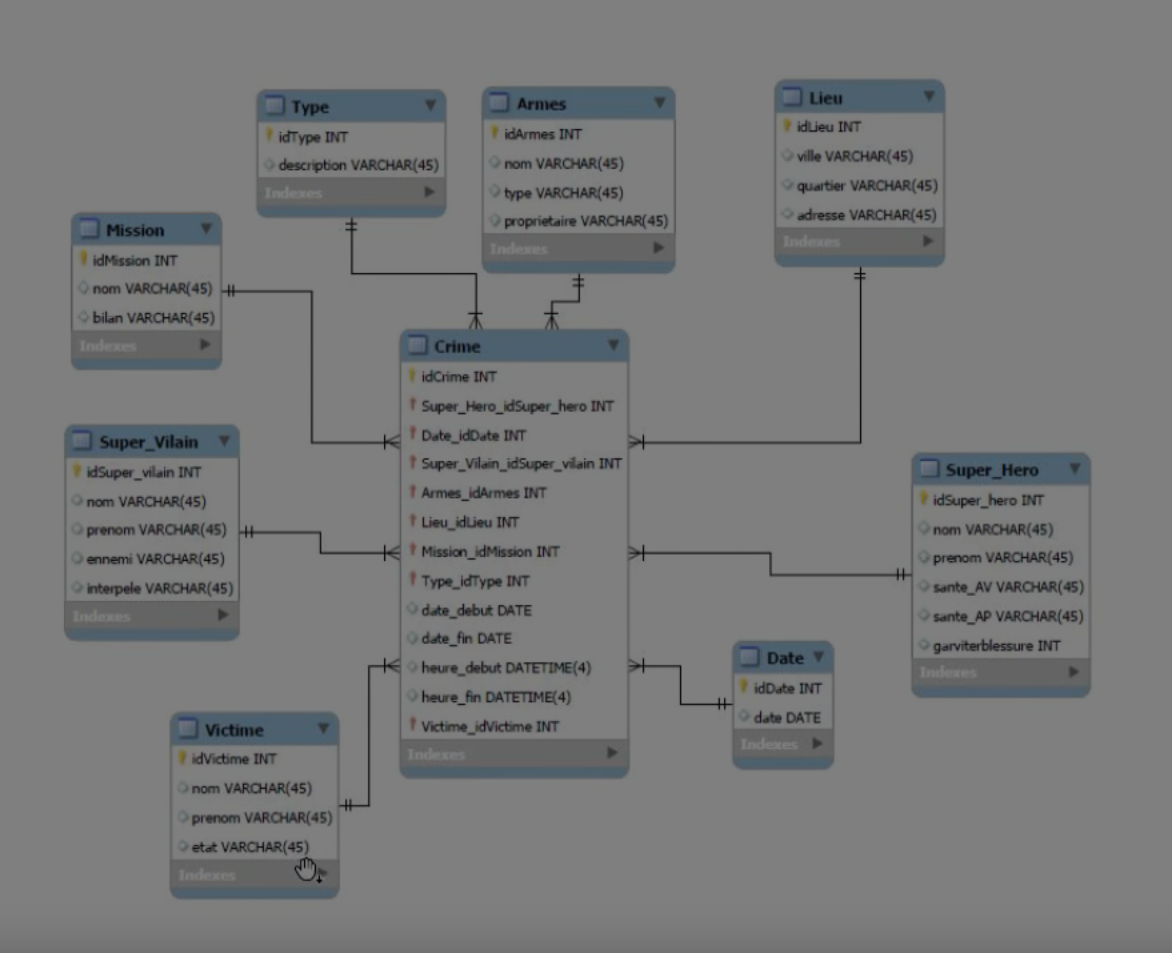 Type
idType INT
description VARCHAR(45)
Indexes
Armes
idArmes INT
nom VARCHAR(45)
type VARCHAR(45)
proprietaire VARCHAR(45)
Indexes
Lieu
idLieu INT
ville VARCHAR(45)
quartier VARCHAR(45)
adresse VARCHAR(45)
Indexes
Mission
idMission INT
nom VARCHAR(45)
bilan VARCHAR(45)
Indexes
Crime
idCrime INT
Super_Hero_idSuper_hero INT
Date_idDate INT
Super_Vilain_idSuper_vilain INT
Armes_idArmes INT
Lieu_idLieu INT
Mission_idMission INT
Type_idType INT
date_debut DATE
date_fin DATE
heure_debut DATETIME(4)
heure_fin DATETIME(4)
Victime_idVictime INT
Indexes
Super_Vilain
idSuper_vilain INT
nom VARCHAR(45)
prenom VARCHAR(45)
ennemi VARCHAR(45)
interpele VARCHAR(45)
Indexes
Super_Hero
idSuper_hero INT
nom VARCHAR(45)
prenom VARCHAR(45)
sante_AV VARCHAR(45)
sante_AP VARCHAR(45)
garviterblessure INT
Indexes
Date
idDate INT
date DATE
Indexes
Victime
idVictime INT
nom VARCHAR(45)
prenom VARCHAR(45)
etat VARCHAR(45)
Indexes